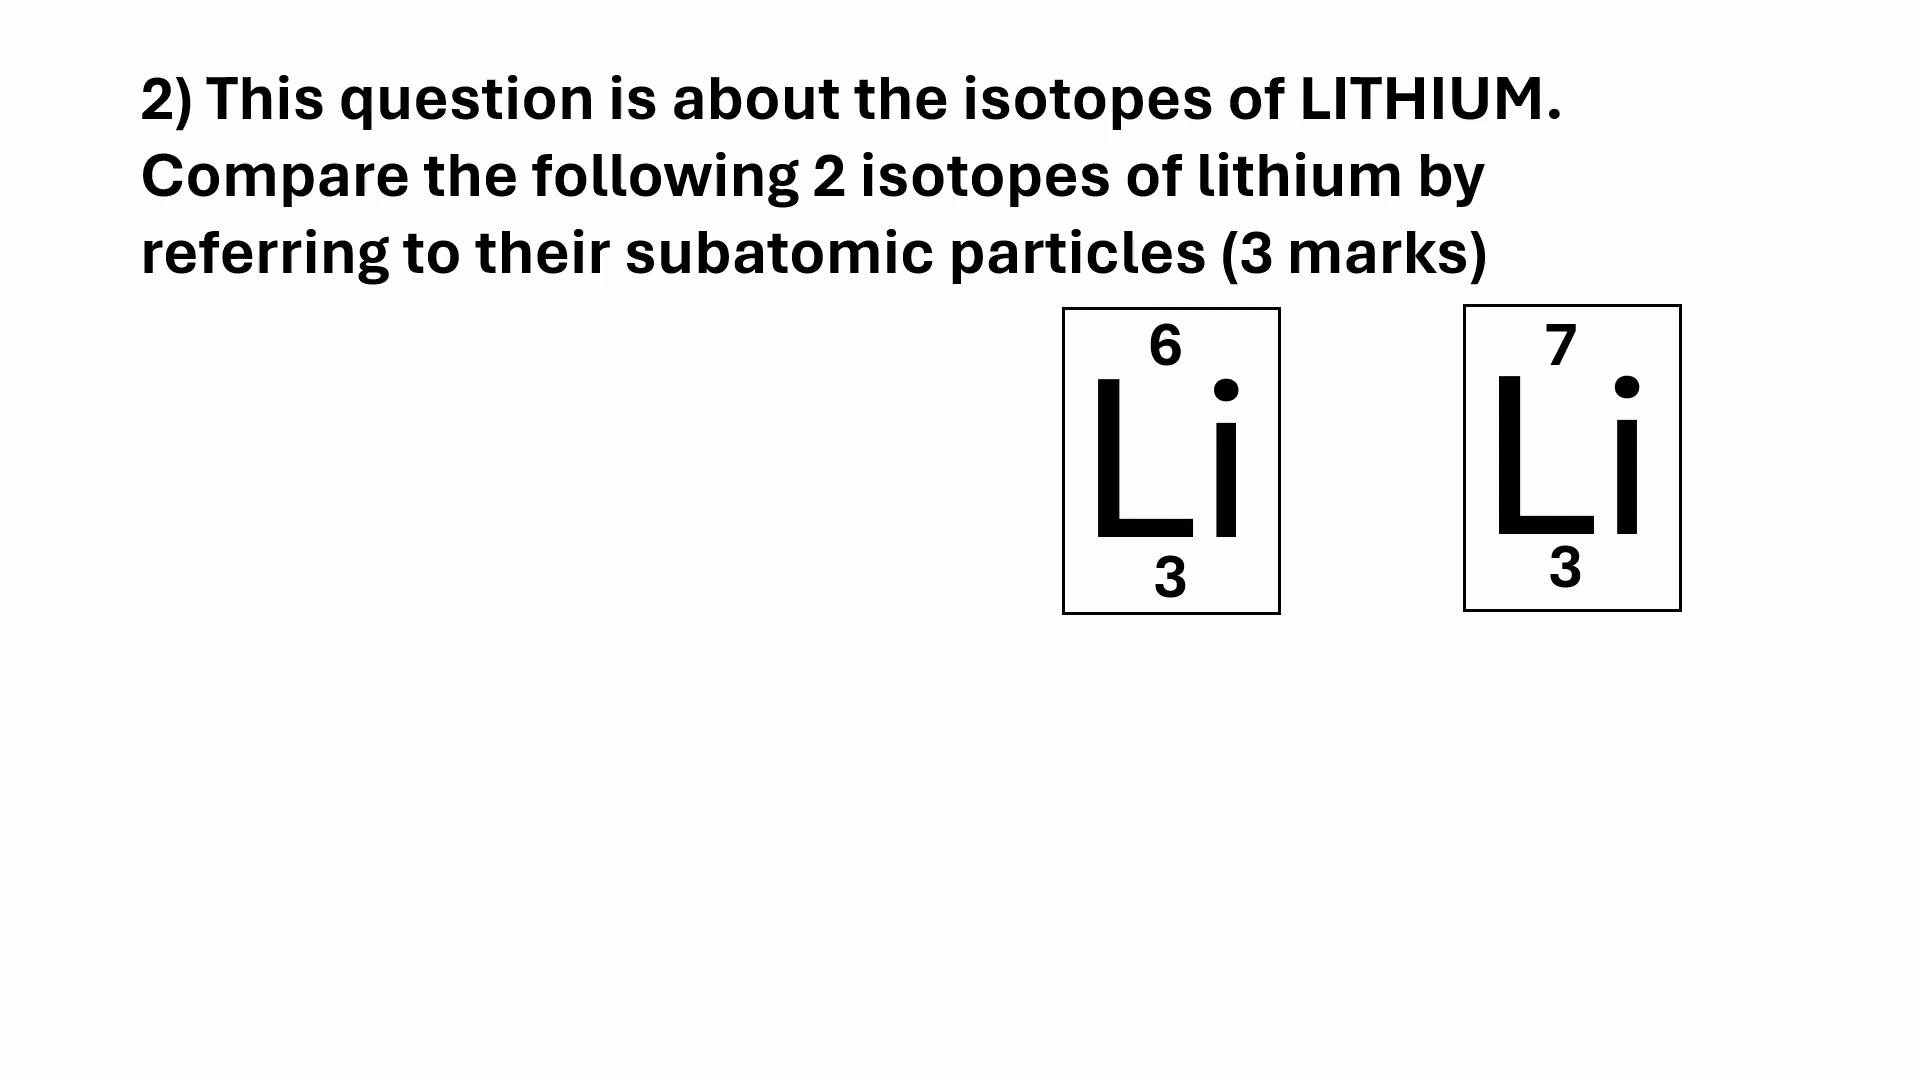 2) This question is about the isotopes of LITHIUM.
Compare the following 2 isotopes of lithium by
referring to their subatomic particles (3 marks)
6
Li
3
7
Li
3